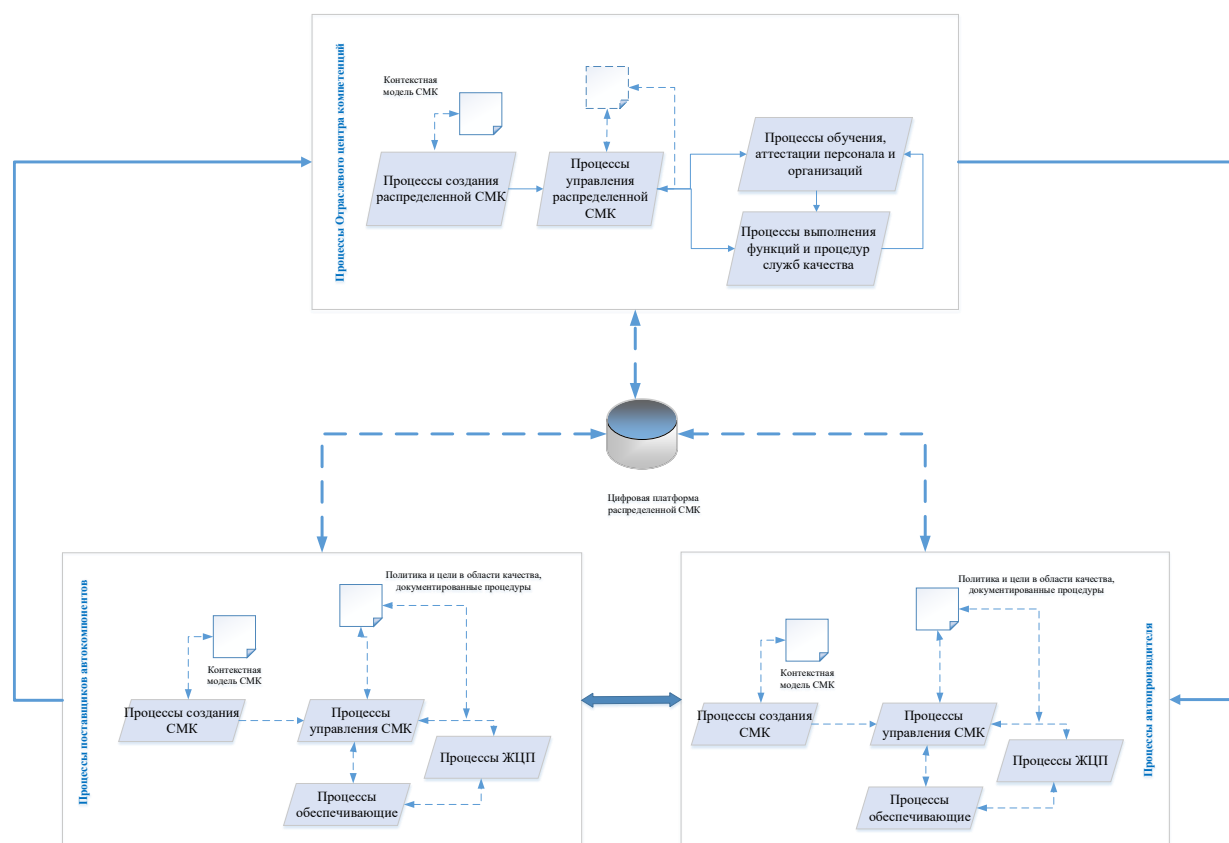 Процессы Отраслевого центра компетенций
Контекстная
модель СМК
Процессы создания
распределенной СМК
Процессы
управления
распределенной
СМК
Процессы обучения,
аттестации персонала и
организаций
Процессы выполнения
функций и процедур
служб качества
Цифровая платформа
распределенной СМК
Процессы поставщиков автокомпонентов
Политика и цели в области качества,
документированные процедуры
Контекстная
модель СМК
Процессы создания
СМК
Процессы
управления СМК
Процессы ЖЦП
Процессы
обеспечивающие
Политика и цели в области качества,
документированные процедуры
Контекстная
модель СМК
Процессы создания
СМК
Процессы
управления СМК
Процессы ЖЦП
Процессы
обеспечивающие
Процессы автопроизвдителя